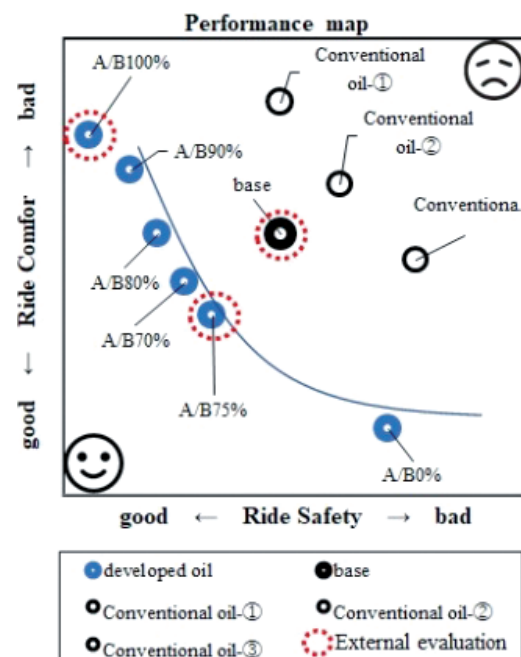 Performance map
A/B100%
Conventional
oil-①
A/B90%
Conventional
oil-②
base
Conventiona.
A/B80%
A/B70%
A/B75%
A/B0%
good ← Ride Comfor → bad
good ← Ride Safety → bad
developed oil
base
Conventional oil-①
Conventional oil-②
Conventional oil-③
External evaluation